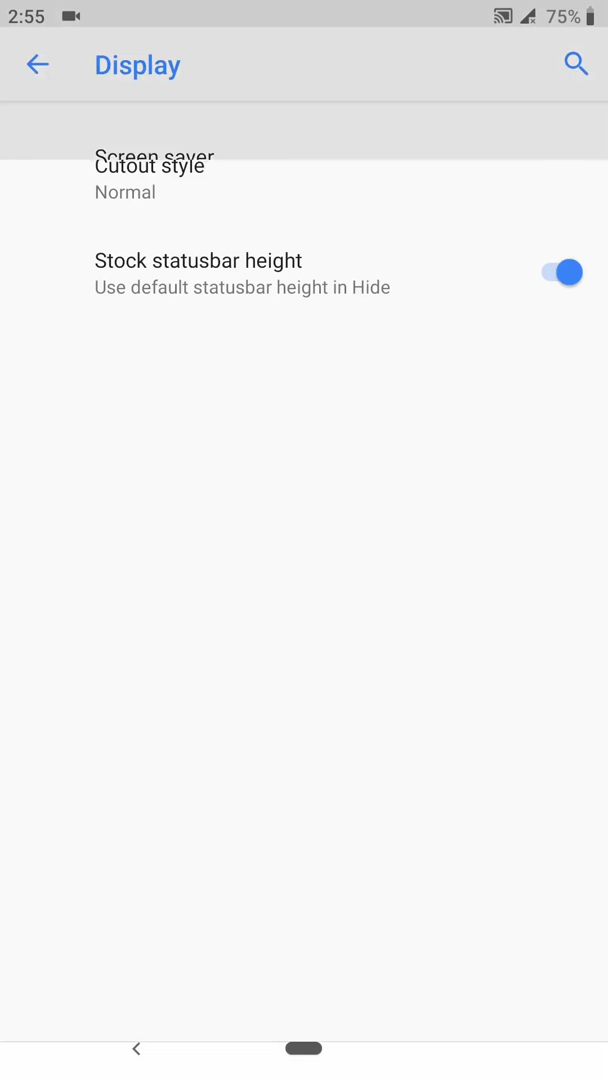 2:55
75%
Display
Screen saver
Cutout style
Normal
Stock statusbar height
Use default statusbar height in Hide